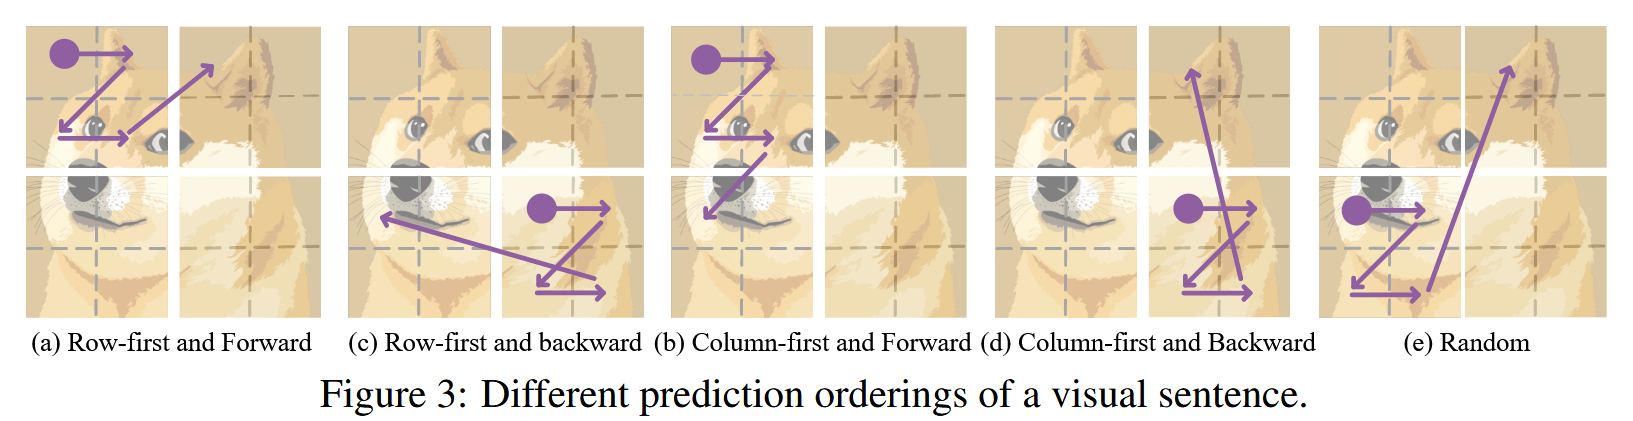 (a) Row-first and Forward
(c) Row-first and backward
(b) Column-first and Forward
(d) Column-first and Backward
(e) Random
Figure 3: Different prediction orderings of a visual sentence.